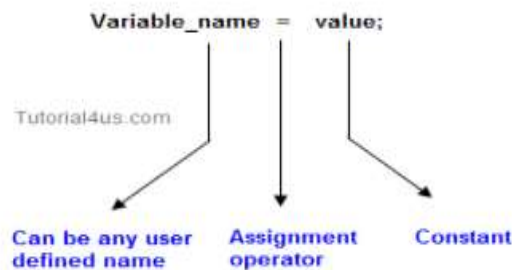 Variable_name = value;
Tutorial4us.com
Can be any user
defined name
Assignment
operator
Constant